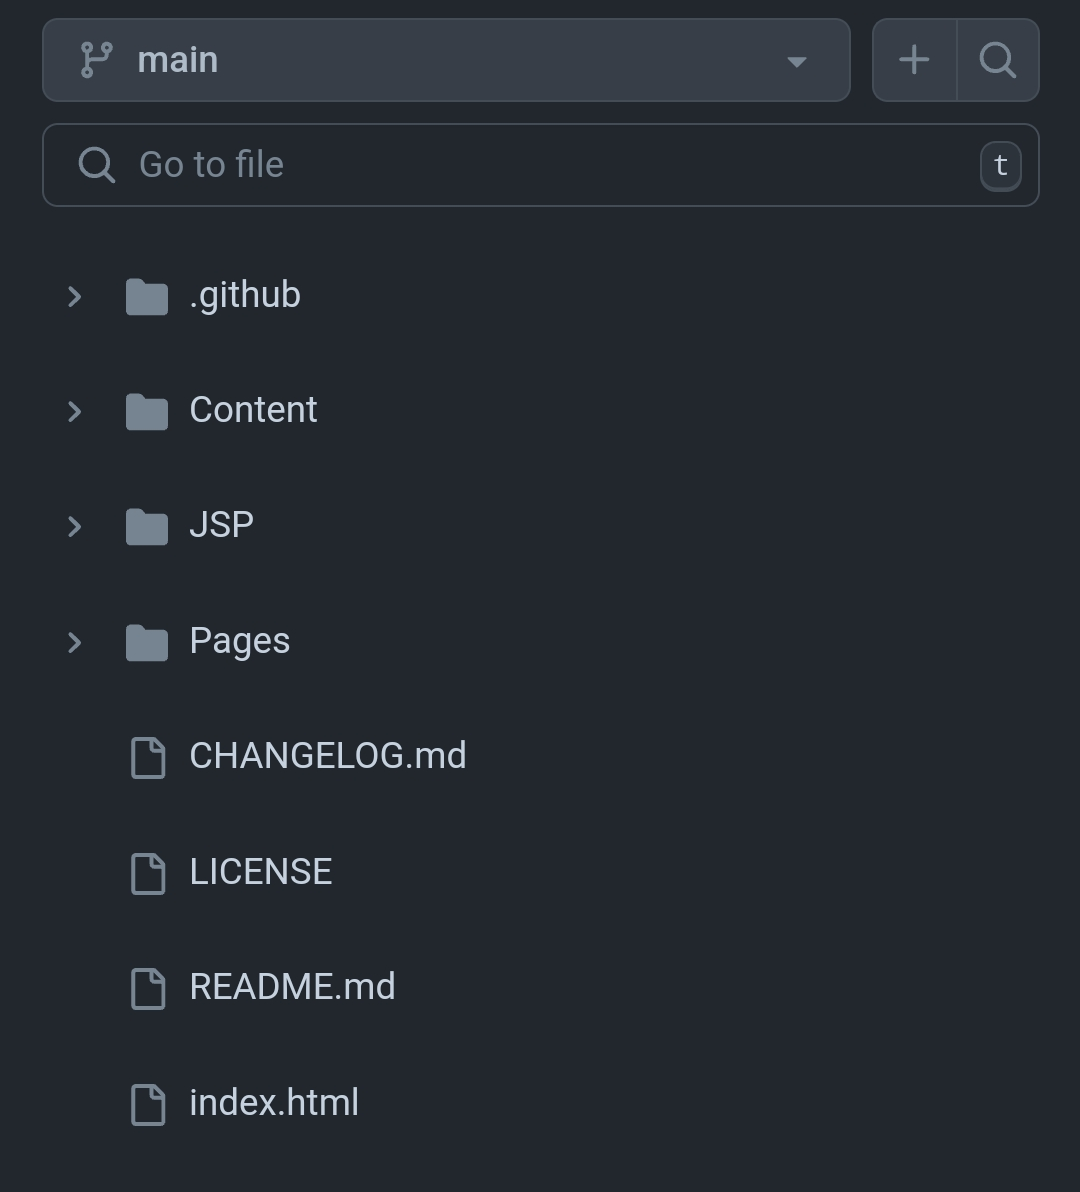 main
Go to file
t
.github
Content
JSP
Pages
CHANGELOG.md
LICENSE
README.md
index.html